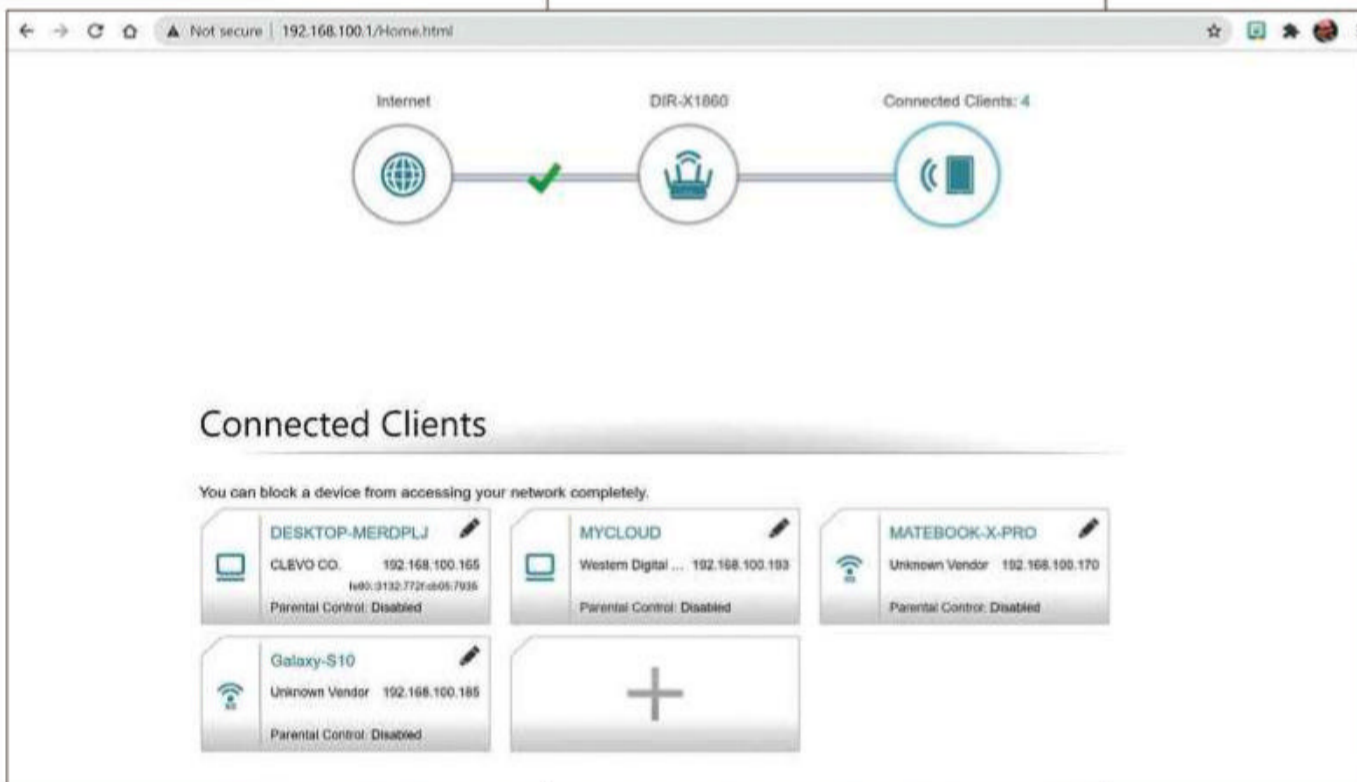 Not secure | 192.168.100.1/Home.html
Internet
DIR-X1860
Connected Clients: 4
Connected Clients
You can block a device from accessing your network completely.
DESKTOP-MERDPLJ
CLEVO CO. 192.168.100.165
Parental Control: Disabled
MYCLOUD
Western Digital ... 192.168.100.193
Parental Control: Disabled
MATEBOOK-X-PRO
Unknown Vendor 192.168.100.170
Parental Control: Disabled
Galaxy-S10
Unknown Vendor 192.168.100.185
Parental Control: Disabled